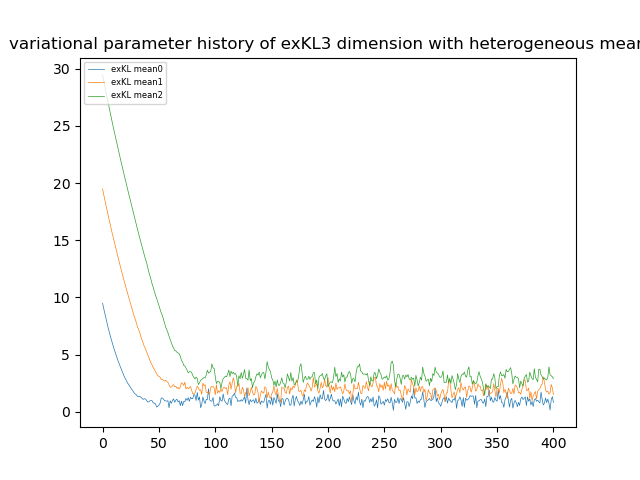 variational parameter history of exKL3 dimension with heterogeneous mean
30
25
20
15
10
5
0
exKL mean0
exKL mean1
exKL mean2
0 50 100 150 200 250 300 350 400